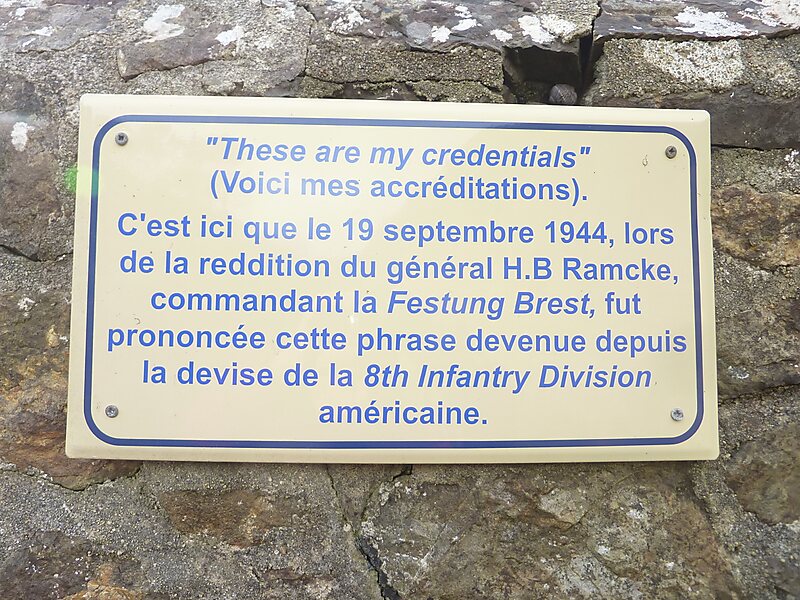 "These are my credentials"
(Voici mes accréditations).
C'est ici que le 19 septembre 1944, lors
de la reddition du général H.B Ramcke,
commandant la Festung Brest, fut
prononcée cette phrase devenue depuis
la devise de la 8th Infantry Division
américaine.